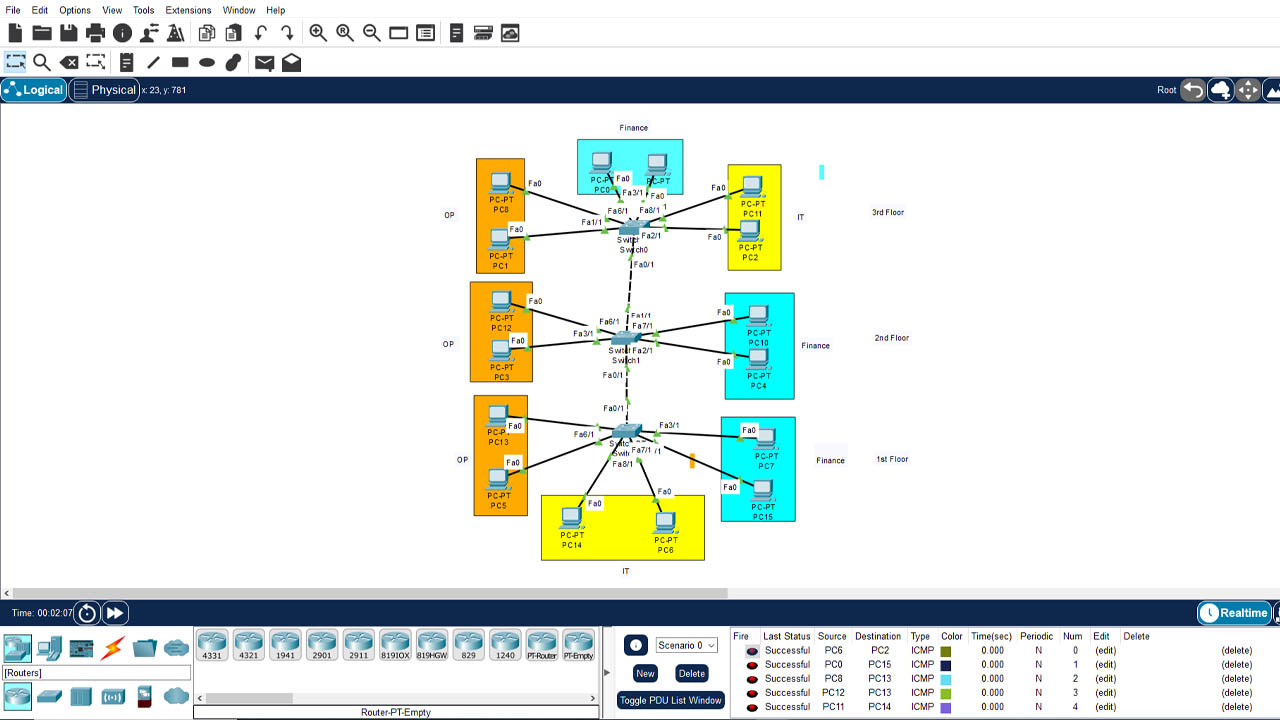 File Edit Options View Tools Extensions Window Help
Logical Physical x: 23, y: 781 Root
Finance
PC-PT PC-PT
PC0
Fa0 Fa3/1 Fa0
Fa6/1 Fa8/1
OP
PC-PT
PC8
Fa0
PC-PT
PC1
Fa0
Fa1/1
Fa2/1
Switch0
Fa0/1
Fa0
PC-PT
PC11
Fa0
PC-PT
PC2
IT
3rd Floor
OP
PC-PT
PC12
Fa0
PC-PT
PC3
Fa0
Fa1/1
Fa6/1 Fa7/1
Fa3/1
Fa2/1
Switch1
Fa0/1
Fa0
PC-PT
PC10
Fa0
PC-PT
PC4
Finance
2nd Floor
Fa0/1
OP
PC13
Fa0
PC-PT
PC5
Fa0
Fa6/1
Fa3/1
Fa7/1
Fa8/1
Fa0
PC-PT
PC7
Fa0
PC-PT
PC15
Finance
1st Floor
Fa0
PC-PT
PC14
Fa0
PC-PT
PC6
IT
Time: 00:02:07 Realtime
[Routers]
4331 4321 1941 2901 2911 819IOX 819HGW 829 1240 PT-Router PT-Empty
Router-PT-Empty
Scenario 0
New Delete
Toggle PDU List Window
Fire Last Status Source Destination Type Color Time(sec) Periodic Num Edit Delete
Successful PC6 PC2 ICMP 0.000 N 0 (edit) (delete)
Successful PC0 PC15 ICMP 0.000 N 1 (edit) (delete)
Successful PC8 PC13 ICMP 0.000 N 2 (edit) (delete)
Successful PC12 PC13 ICMP 0.000 N 3 (edit) (delete)
Successful PC11 PC14 ICMP 0.000 N 4 (edit) (delete)